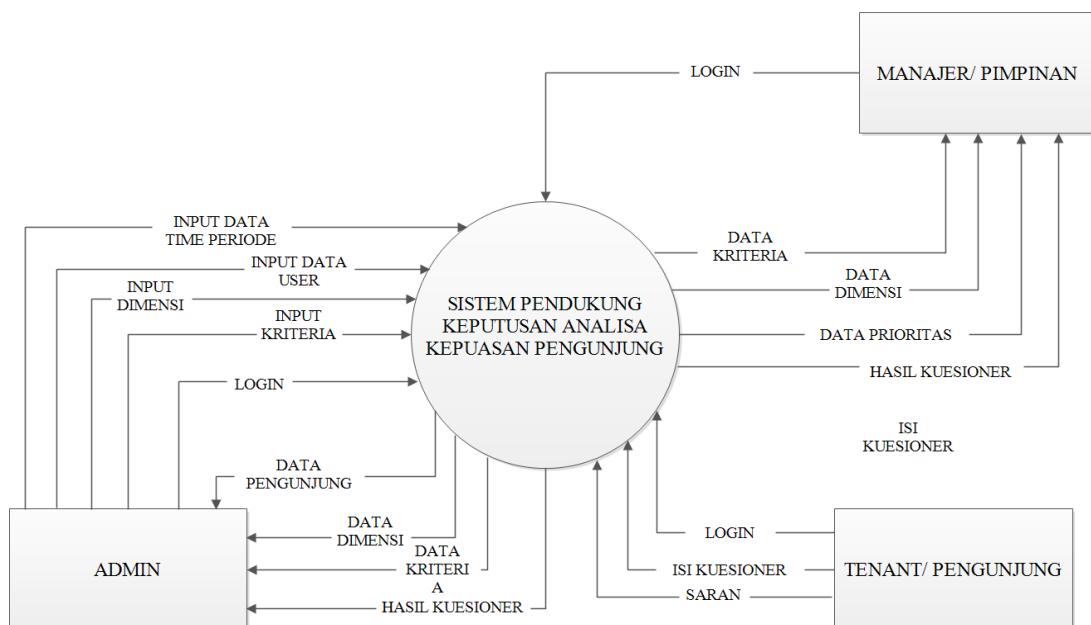 LOGIN
MANAJER/ PIMPINAN
INPUT DATA
TIME PERIODE
INPUT DATA
USER
INPUT
DIMENSI
INPUT
KRITERIA
LOGIN
SISTEM PENDUKUNG
KEPUTUSAN ANALISA
KEPUASAN PENGUNJUNG
DATA
KRITERIA
DATA
DIMENSI
DATA PRIORITAS
HASIL KUESIONER
ISI
KUESIONER
DATA
PENGUNJUNG
DATA
DIMENSI
DATA
KRITERI
A
HASIL KUESIONER
ADMIN
LOGIN
ISI KUESIONER
SARAN
TENANT/ PENGUNJUNG